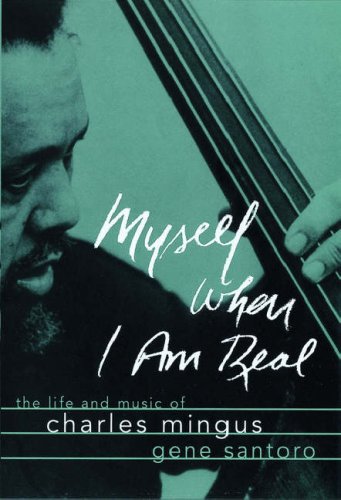 Myself
When
I Am Real
the life and music of
charles mingus
gene santoro